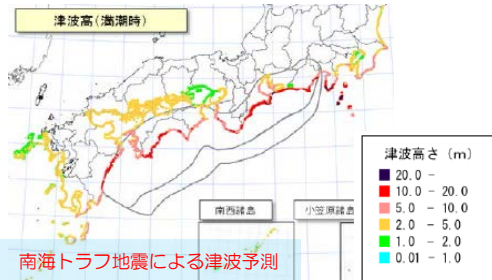 津波高(満潮時)
津波高さ (m)
20.0 -
10.0 - 20.0
5.0 - 10.0
2.0 - 5.0
1.0 - 2.0
0.01 - 1.0
南西諸島
小笠原諸島
南海トラフ地震による津波予測